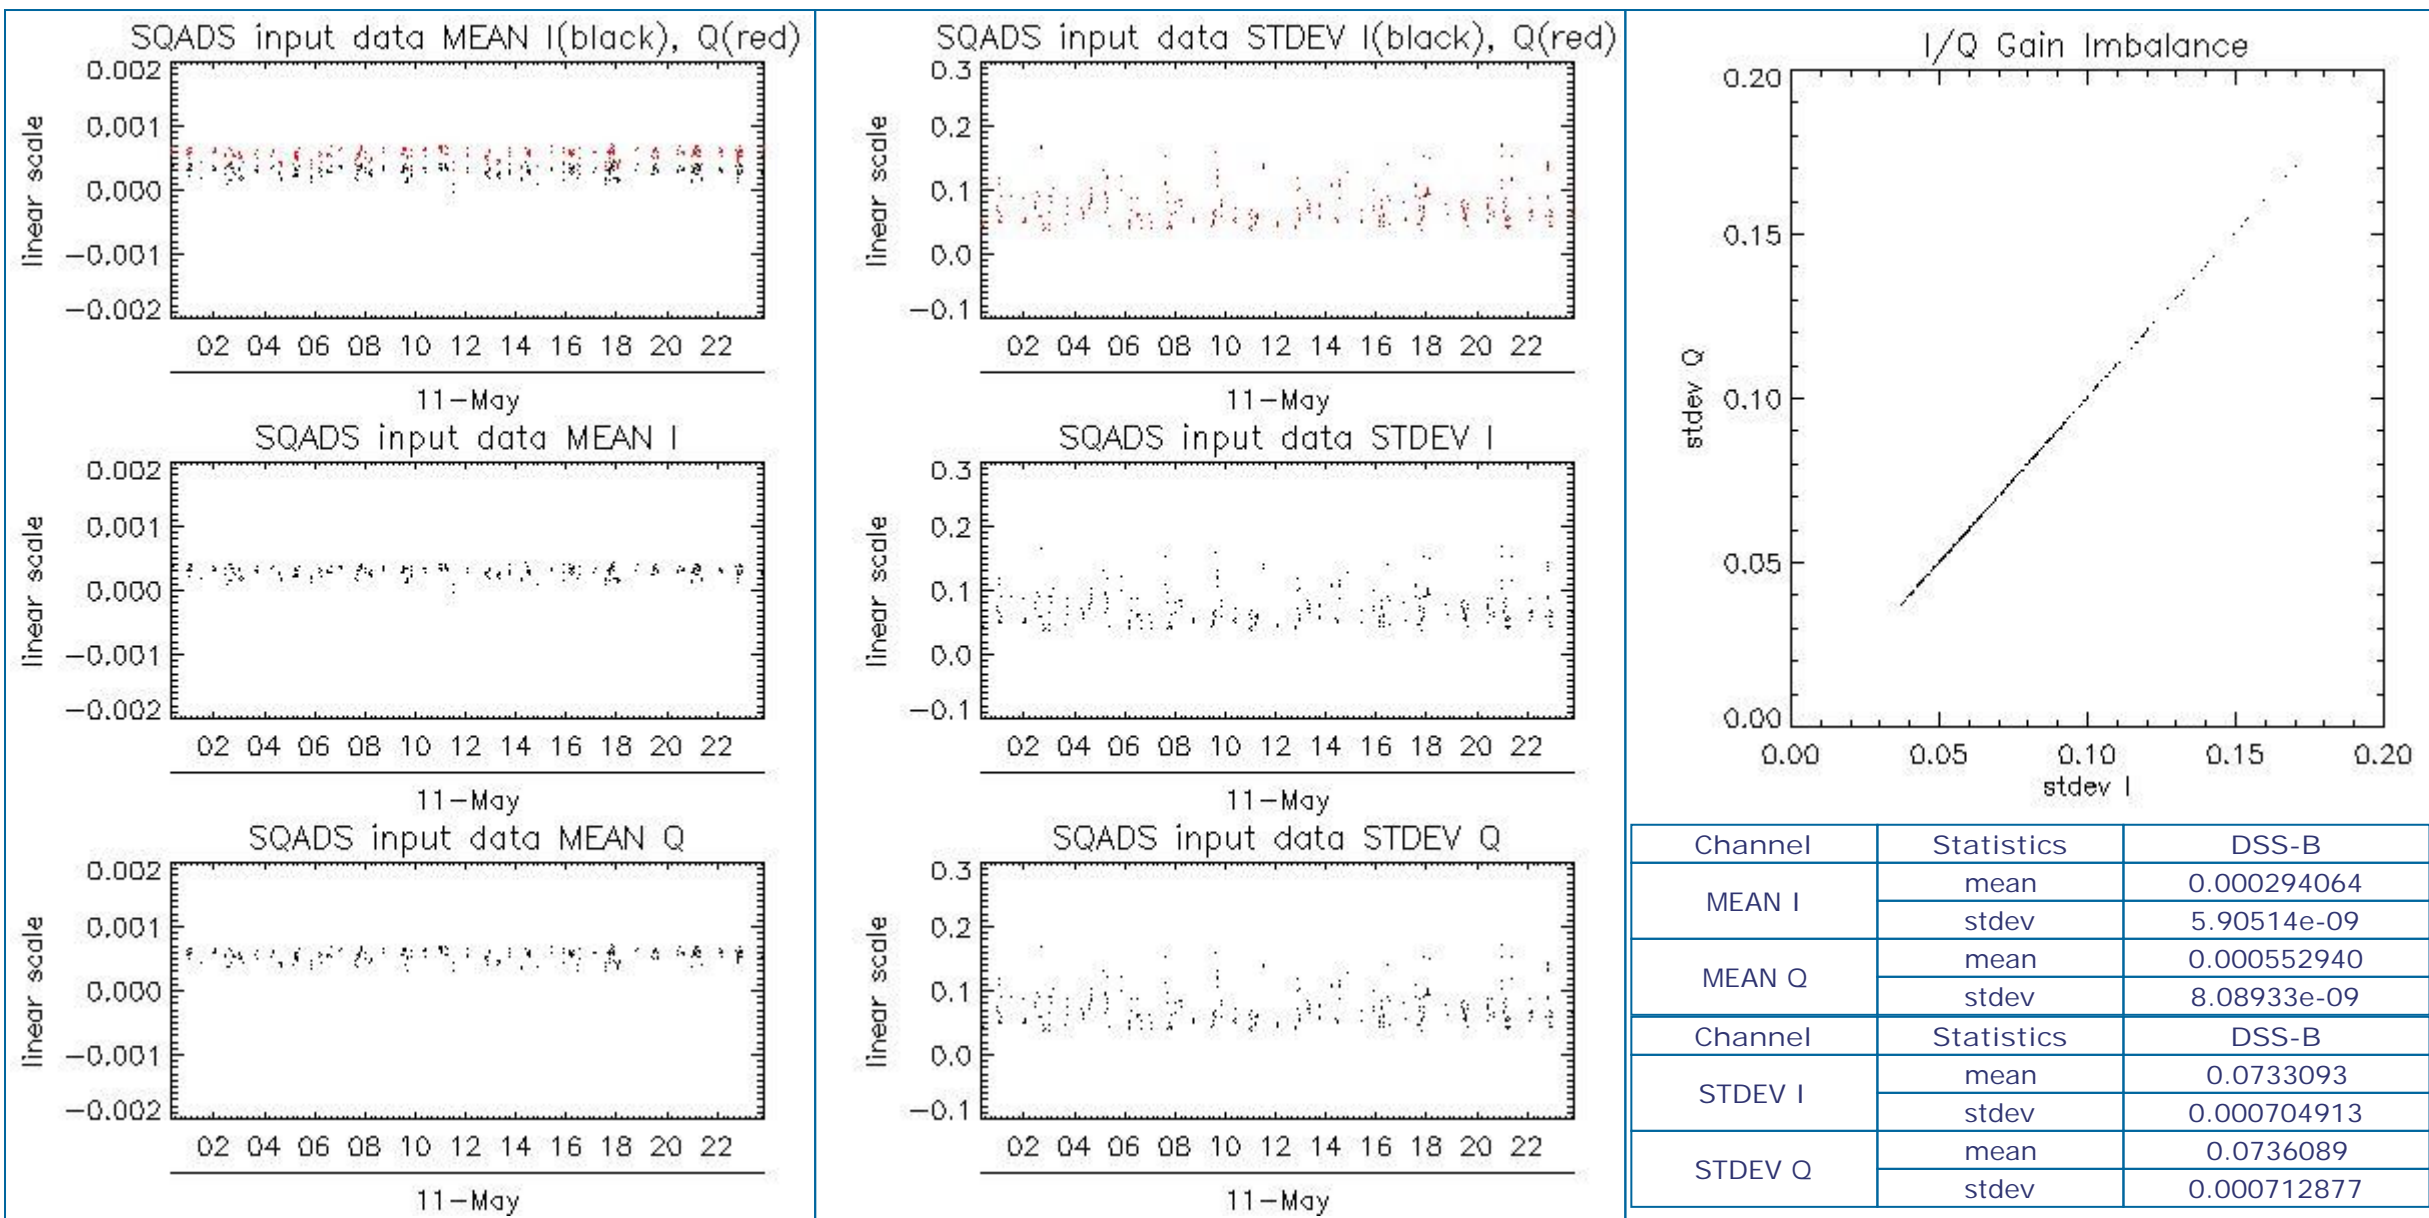 SQADS input data MEAN I(black), Q(red)
0.002
0.001
0.000
-0.001
-0.002
linear scale
02 04 06 08 10 12 14 16 18 20 22
11-May
SQADS input data MEAN I
0.002
0.001
0.000
-0.001
-0.002
linear scale
02 04 06 08 10 12 14 16 18 20 22
11-May
SQADS input data MEAN Q
0.002
0.001
0.000
-0.001
-0.002
linear scale
02 04 06 08 10 12 14 16 18 20 22
11-May
SQADS input data STDEV I(black), Q(red)
0.3
0.2
0.1
0.0
-0.1
linear scale
02 04 06 08 10 12 14 16 18 20 22
11-May
SQADS input data STDEV I
0.3
0.2
0.1
0.0
-0.1
linear scale
02 04 06 08 10 12 14 16 18 20 22
11-May
SQADS input data STDEV Q
0.3
0.2
0.1
0.0
-0.1
linear scale
02 04 06 08 10 12 14 16 18 20 22
11-May
I/Q Gain Imbalance
0.20
0.15
0.10
0.05
0.00
stdev Q
0.00 0.05 0.10 0.15 0.20
stdev I
Channel Statistics DSS-B
MEAN I mean 0.000294064
stdev 5.90514e-09
MEAN Q mean 0.000552940
stdev 8.08933e-09
Channel Statistics DSS-B
STDEV I mean 0.0733093
stdev 0.000704913
STDEV Q mean 0.0736089
stdev 0.000712877